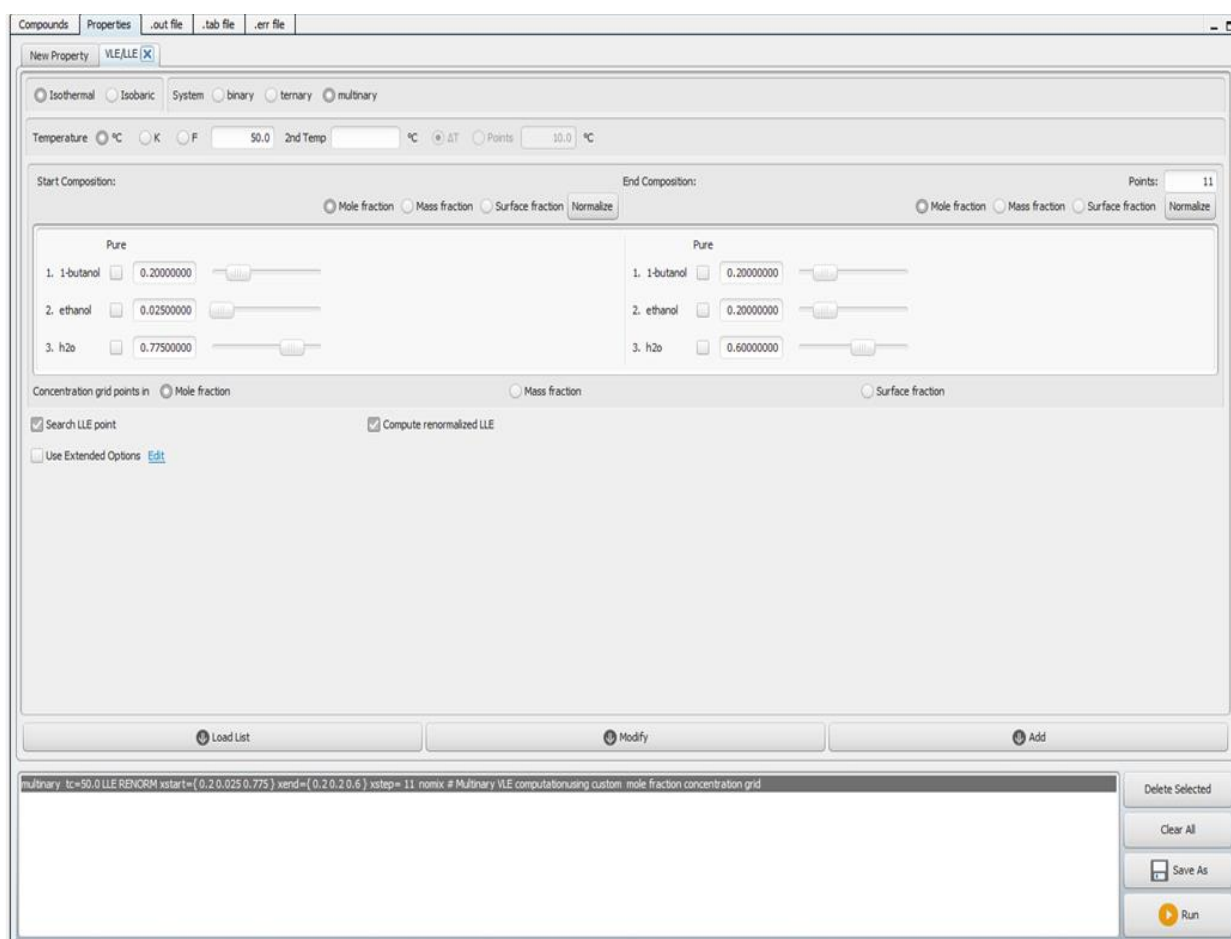 Compounds Properties .out file .tab file .err file
New Property VLE/LLE
Isothermal Isobaric System binary ternary multinary
Temperature ºC K F 50.0 2nd Temp ºC ΔT Points 10.0 ºC
Start Composition: End Composition: Points: 11
Mole fraction Mass fraction Surface fraction Normalize Mole fraction Mass fraction Surface fraction Normalize
Pure Pure
1. 1-butanol 0.20000000 1. 1-butanol 0.20000000
2. ethanol 0.02500000 2. ethanol 0.20000000
3. h2o 0.77500000 3. h2o 0.60000000
Concentration grid points in Mole fraction Mass fraction Surface fraction
Search LLE point Compute renormalized LLE
Use Extended Options Edit
Load List Modify Add
multinary tc=50.0 LLE RENORM xstart={ 0.2 0.025 0.775 } xend={ 0.2 0.2 0.6 } xstep= 11 nomix # Multinary VLE computationusing custom mole fraction concentration grid
Delete Selected
Clear All
Save As
Run